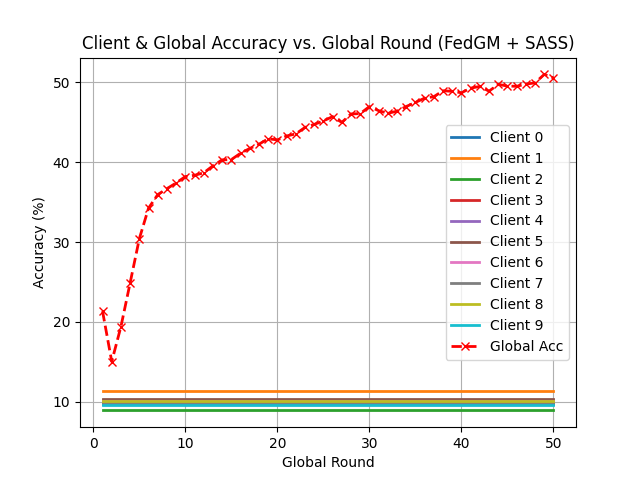 Client & Global Accuracy vs. Global Round (FedGM + SASS)
Accuracy (%)
50
40
30
20
10
Client 0
Client 1
Client 2
Client 3
Client 4
Client 5
Client 6
Client 7
Client 8
Client 9
Global Acc
0 10 20 30 40 50
Global Round